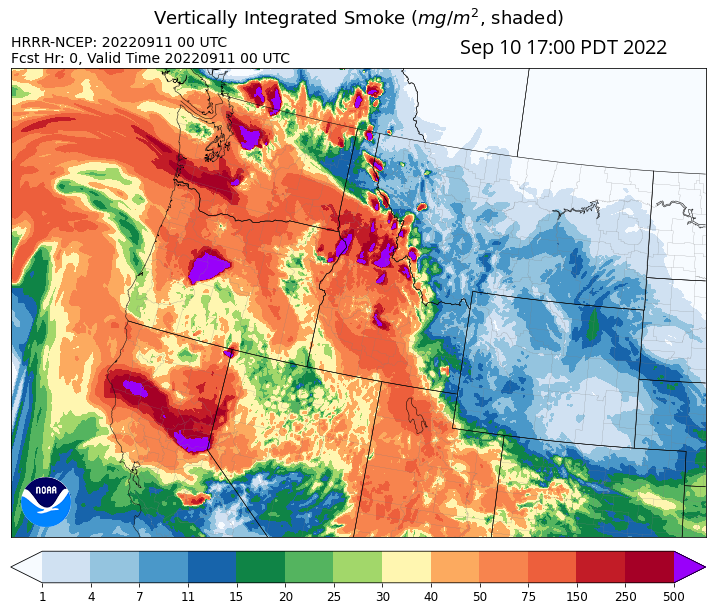 Vertically Integrated Smoke (mg/m², shaded)
HRRR-NCEP: 20220911 00 UTC
Sep 10 17:00 PDT 2022
Fcst Hr: 0, Valid Time 20220911 00 UTC
NOAA
1 4 7 11 15 20 25 30 40 50 75 150 250 500